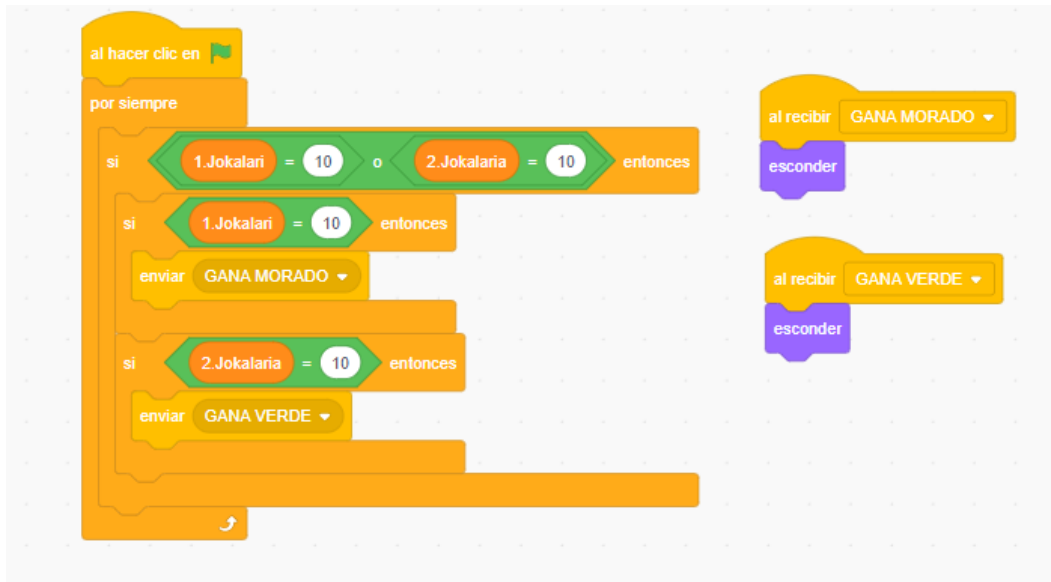 al hacer clic en
por siempre
si 1.Jokalari = 10 o 2.Jokalaria = 10 entonces
si 1.Jokalari = 10 entonces
enviar GANA MORADO
si 2.Jokalaria = 10 entonces
enviar GANA VERDE
al recibir GANA MORADO
esconder
al recibir GANA VERDE
esconder